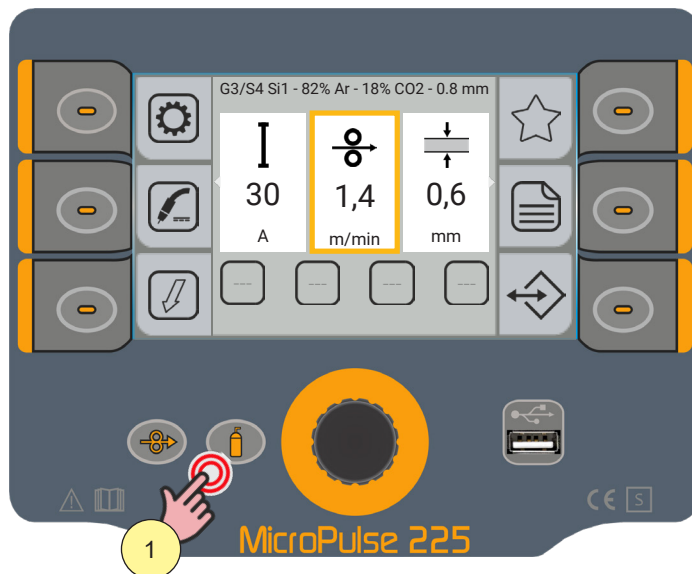 G3/S4 Si1 - 82% Ar - 18% CO2 - 0.8 mm
I
30
1,4
0,6
A
m/min
mm
--- --- --- ---
CE S
1
MicroPulse 225